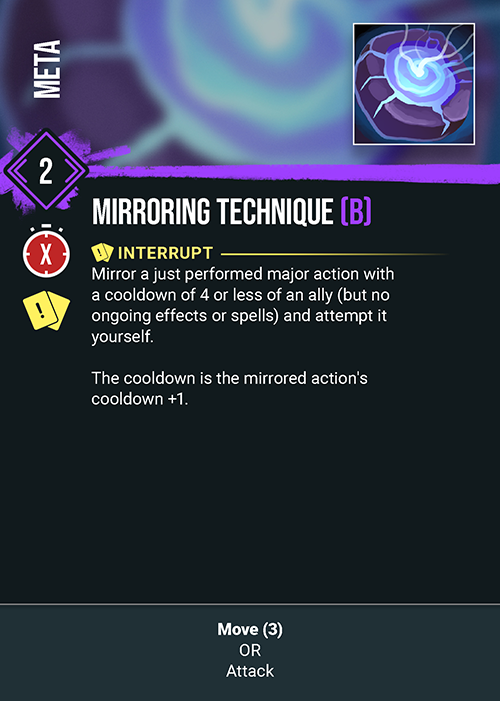 META
2
MIRRORING TECHNIQUE (B)
X
! INTERRUPT
!
Mirror a just performed major action with
a cooldown of 4 or less of an ally (but no
ongoing effects or spells) and attempt it
yourself.
The cooldown is the mirrored action's
cooldown +1.
Move (3)
OR
Attack